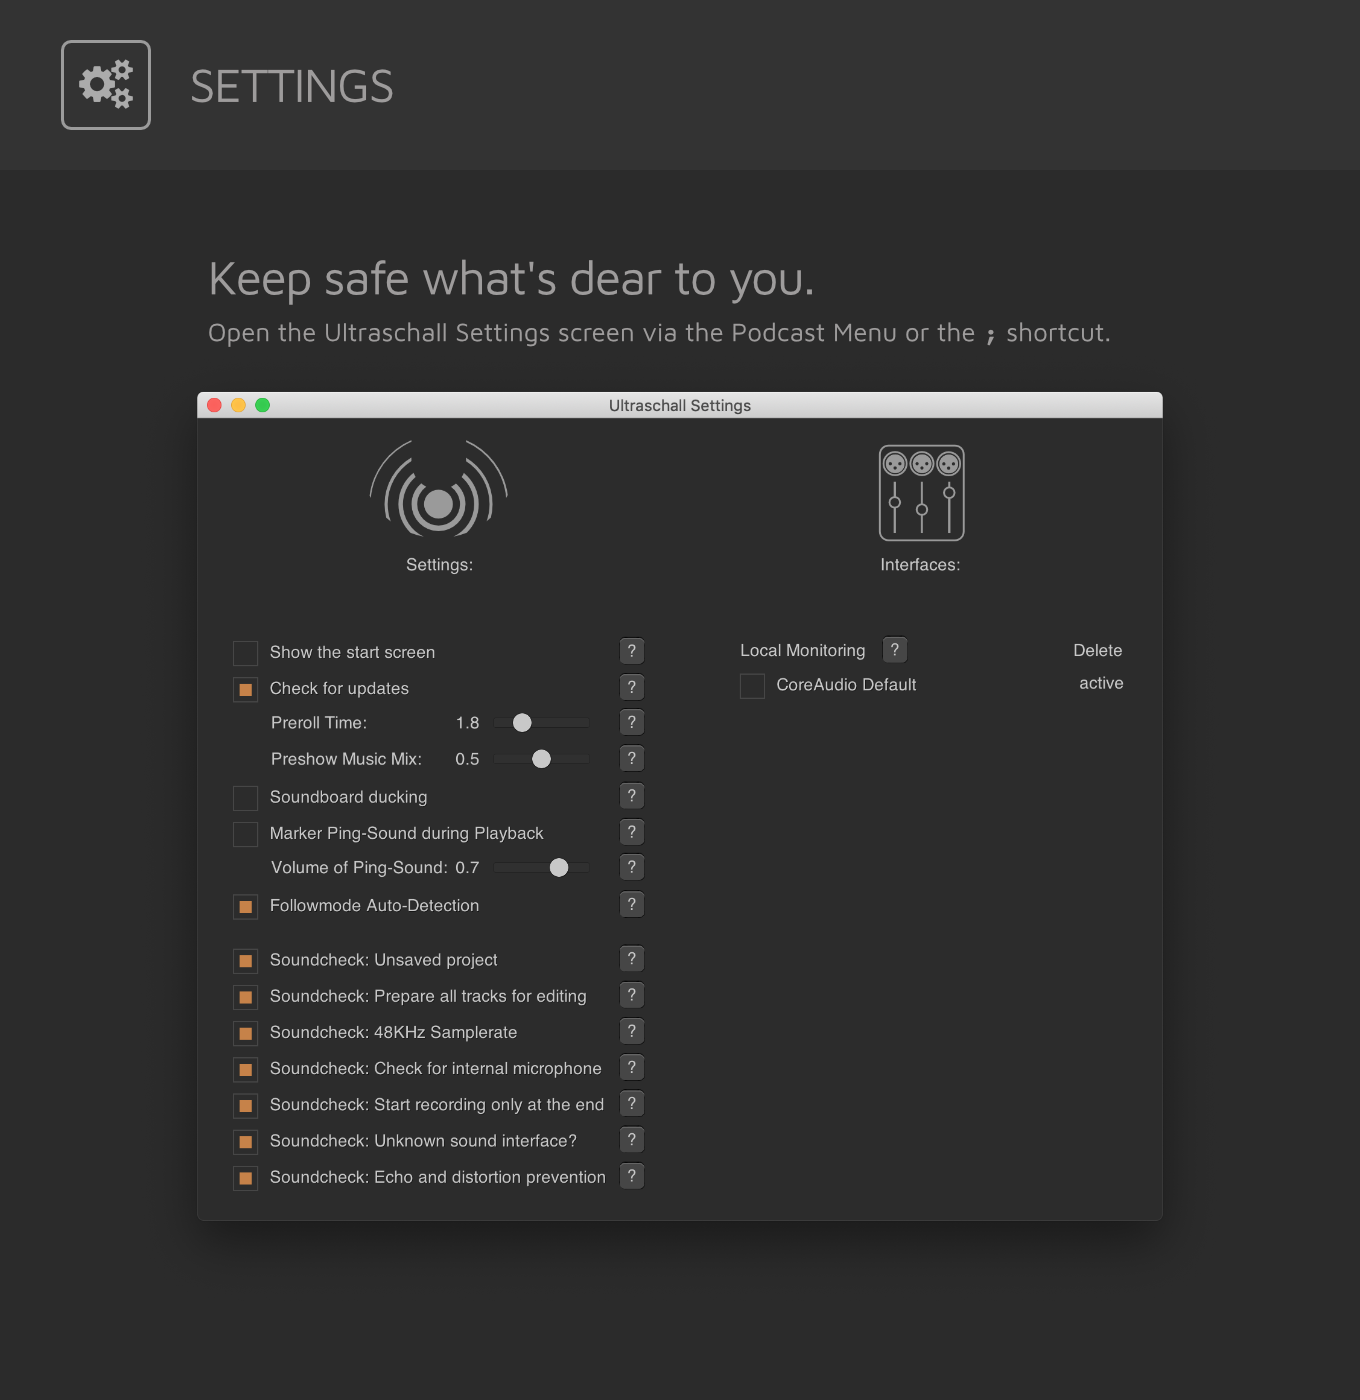 SETTINGS
Keep safe what's dear to you.
Open the Ultraschall Settings screen via the Podcast Menu or the ; shortcut.
Ultraschall Settings
Settings:
Show the start screen ?
Check for updates ?
Preroll Time: 1.8 ?
Preshow Music Mix: 0.5 ?
Soundboard ducking ?
Marker Ping-Sound during Playback ?
Volume of Ping-Sound: 0.7 ?
Followmode Auto-Detection ?
Soundcheck: Unsaved project ?
Soundcheck: Prepare all tracks for editing ?
Soundcheck: 48KHz Samplerate ?
Soundcheck: Check for internal microphone ?
Soundcheck: Start recording only at the end ?
Soundcheck: Unknown sound interface? ?
Soundcheck: Echo and distortion prevention ?
Interfaces:
Local Monitoring ? Delete
CoreAudio Default active